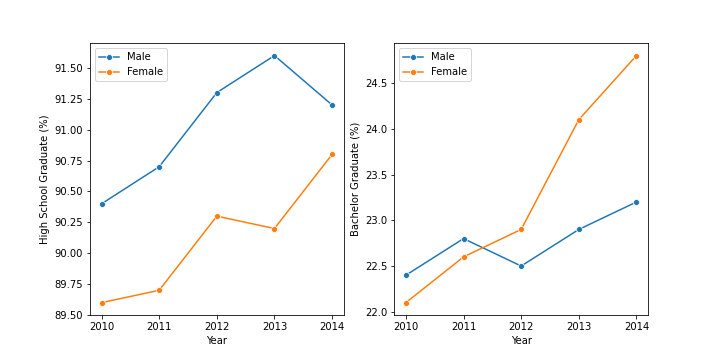 Male
Female
91.50
91.25
91.00
90.75
90.50
90.25
90.00
89.75
89.50
High School Graduate (%)
2010 2011 2012 2013 2014
Year
Male
Female
24.5
24.0
23.5
23.0
22.5
22.0
Bachelor Graduate (%)
2010 2011 2012 2013 2014
Year